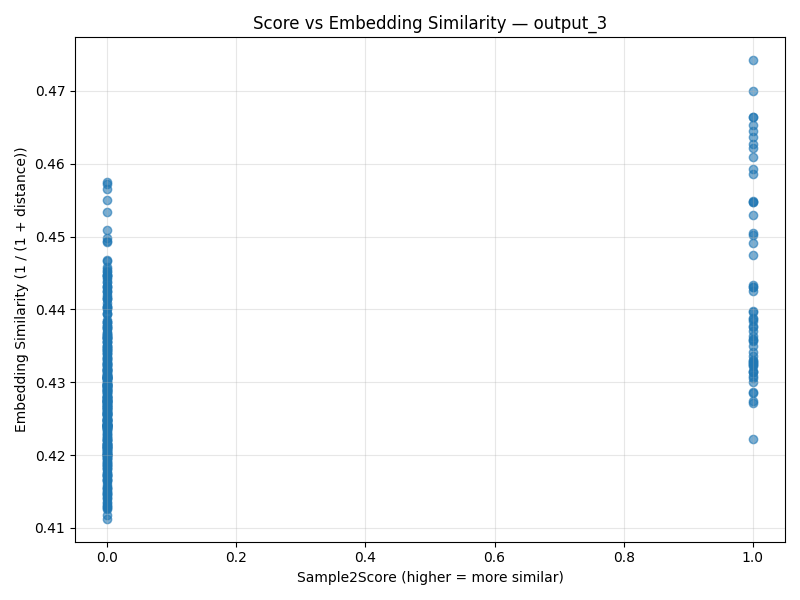 Score vs Embedding Similarity — output_3
Embedding Similarity (1 / (1 + distance))
0.47
0.46
0.45
0.44
0.43
0.42
0.41
0.0 0.2 0.4 0.6 0.8 1.0
Sample2Score (higher = more similar)